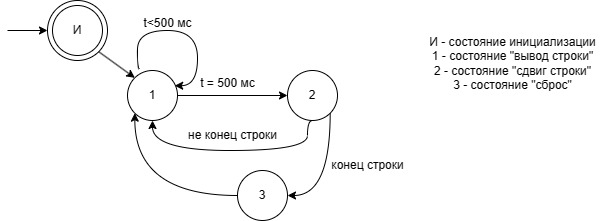 И
t<500 мс
1
t = 500 мс
2
не конец строки
конец строки
3
И - состояние инициализации
1 - состояние "вывод строки"
2 - состояние "сдвиг строки"
3 - состояние "сброс"